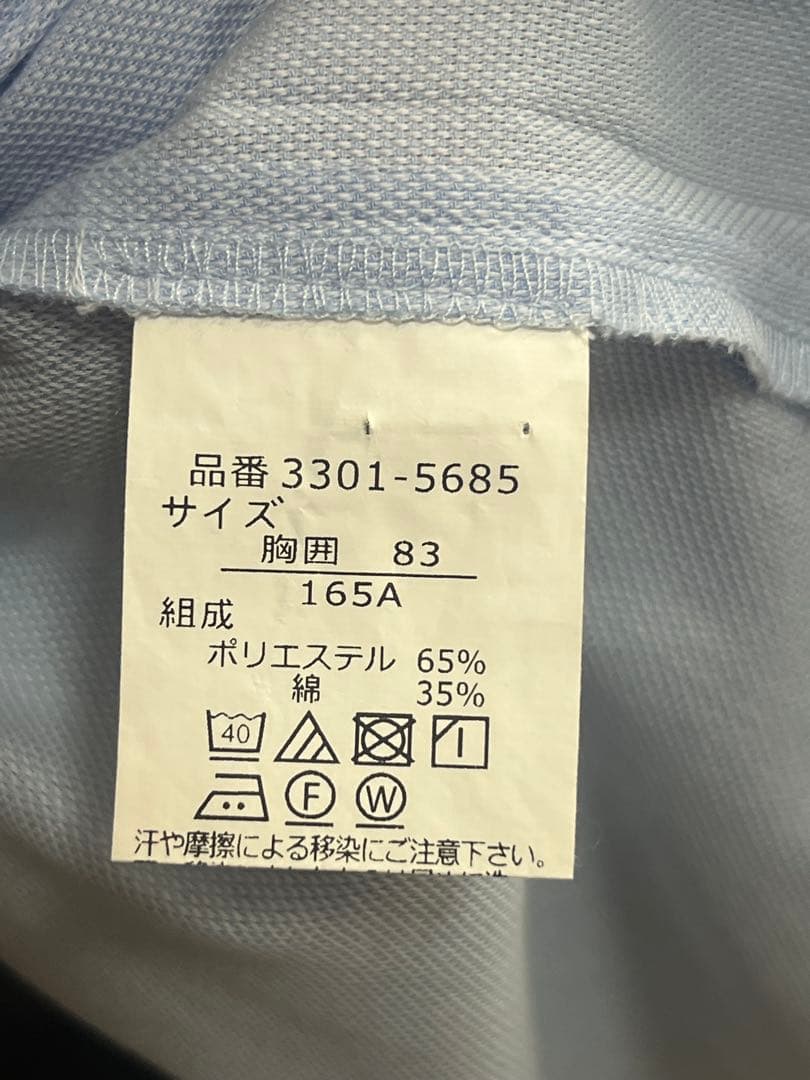 品番 3301-5685
サイズ
胸囲 83
165A
組成
ポリエステル 65%
綿 35%
40
F W
汗や摩擦による移染にご注意下さい。